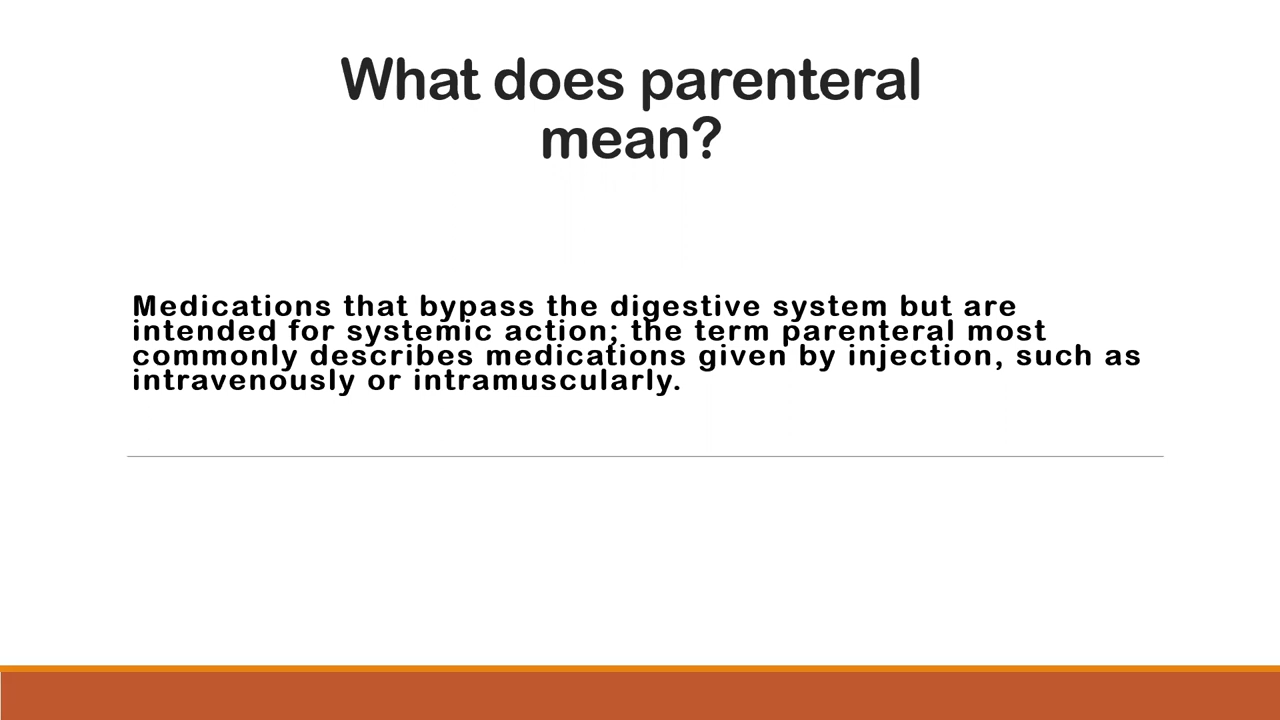 What does parenteral
mean?
Medications that bypass the digestive system but are
intended for systemic action; the term parenteral most
commonly describes medications given by injection, such as
intravenously or intramuscularly.